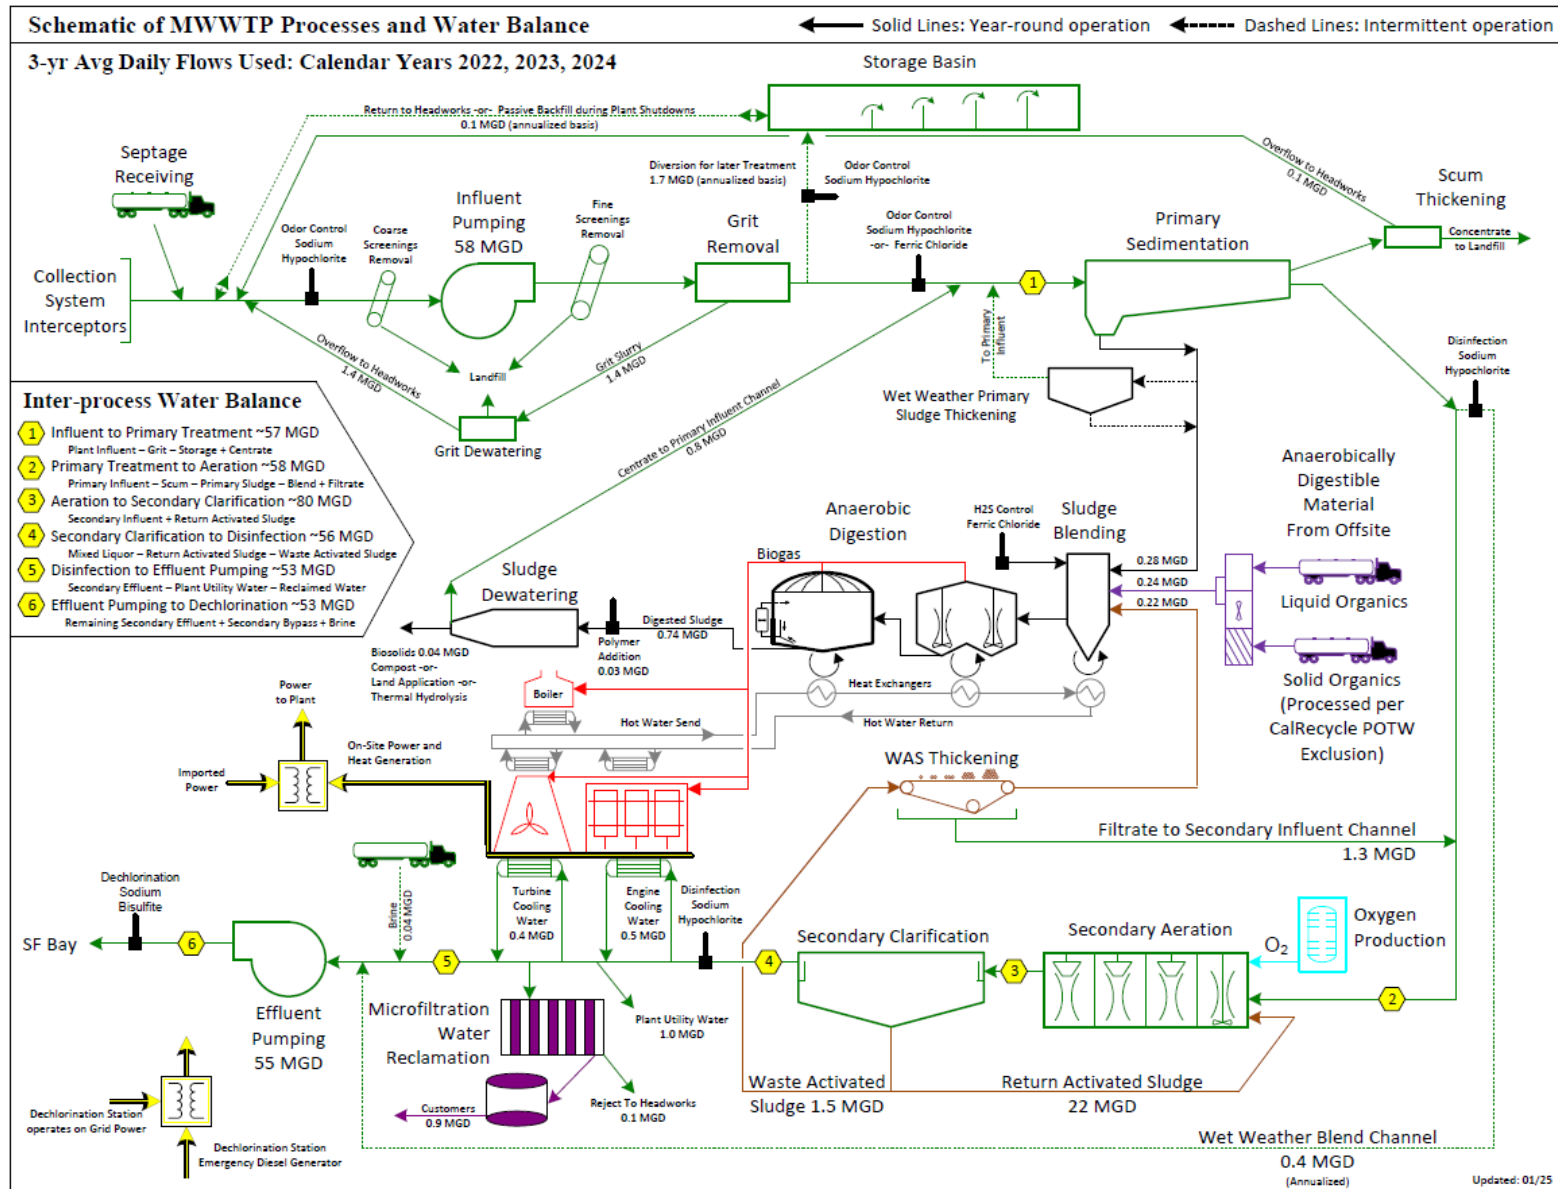 Schematic of MWWTP Processes and Water Balance
Solid Lines: Year-round operation
Dashed Lines: Intermittent operation
3-yr Avg Daily Flows Used: Calendar Years 2022, 2023, 2024
Storage Basin
Return to Headworks -or- Passive Backfill during Plant Shutdowns
0.1 MGD (annualized basis)
Septage
Receiving
Diversion for later Treatment
1.7 MGD (annualized basis)
Odor Control
Sodium Hypochlorite
Overflow to Headworks
0.1 MGD
Scum
Thickening
Concentrate
to Landfill
Odor Control
Sodium
Hypochlorite
Coarse
Screenings
Removal
Influent
Pumping
58 MGD
Fine
Screenings
Removal
Grit
Removal
Odor Control
Sodium Hypochlorite
-or- Ferric Chloride
Primary
Sedimentation
Collection
System
Interceptors
1
Overflow to Headworks
1.4 MGD
Landfill
Grit Slurry
1.4 MGD
Grit Dewatering
To Primary
Influent
Wet Weather Primary
Sludge Thickening
Disinfection
Sodium
Hypochlorite
Centrate to Primary Influent Channel
0.8 MGD
Inter-process Water Balance
1 Influent to Primary Treatment ~57 MGD
Plant Influent – Grit – Storage + Centrate
2 Primary Treatment to Aeration ~58 MGD
Primary Influent – Scum – Primary Sludge – Blend + Filtrate
3 Aeration to Secondary Clarification ~80 MGD
Secondary Influent + Return Activated Sludge
4 Secondary Clarification to Disinfection ~56 MGD
Mixed Liquor – Return Activated Sludge – Waste Activated Sludge
5 Disinfection to Effluent Pumping ~53 MGD
Secondary Effluent – Plant Utility Water – Reclaimed Water
6 Effluent Pumping to Dechlorination ~53 MGD
Remaining Secondary Effluent + Secondary Bypass + Brine
Anaerobically
Digestible
Material
From Offsite
Liquid Organics
Solid Organics
(Processed per
CalRecycle POTW
Exclusion)
Anaerobic
Digestion
H2S Control
Ferric Chloride
Sludge
Blending
0.28 MGD
0.24 MGD
0.22 MGD
Biogas
Sludge
Dewatering
Digested Sludge
0.74 MGD
Polymer
Addition
0.03 MGD
Biosolids 0.04 MGD
Compost -or-
Land Application -or-
Thermal Hydrolysis
Boiler
Heat Exchangers
Hot Water Send
Hot Water Return
Power
to Plant
On-Site Power and
Heat Generation
Imported
Power
WAS Thickening
Filtrate to Secondary Influent Channel
1.3 MGD
Dechlorination
Sodium
Bisulfite
Brine
0.04 MGD
Turbine
Cooling
Water
0.4 MGD
Engine
Cooling
Water
0.5 MGD
Disinfection
Sodium
Hypochlorite
Secondary Clarification
Secondary Aeration
O2
Oxygen
Production
SF Bay
6
5
4
3
2
Effluent
Pumping
55 MGD
Microfiltration
Water
Reclamation
Plant Utility Water
1.0 MGD
Customers
0.9 MGD
Reject To Headworks
0.1 MGD
Waste Activated
Sludge 1.5 MGD
Return Activated Sludge
22 MGD
Dechlorination Station
operates on Grid Power
Dechlorination Station
Emergency Diesel Generator
Wet Weather Blend Channel
0.4 MGD
(Annualized)
Updated: 01/25